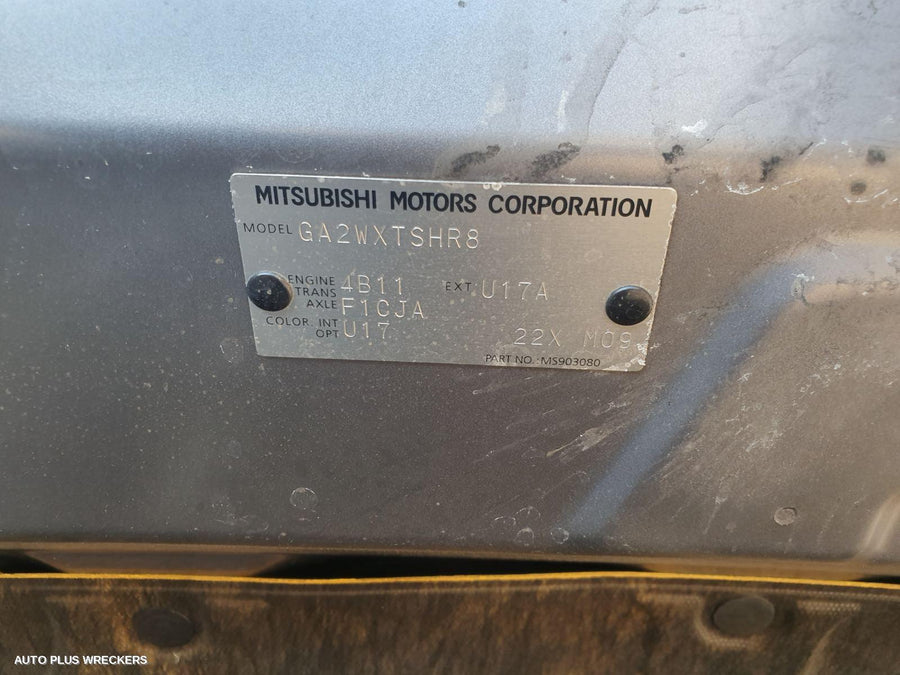 MITSUBISHI MOTORS CORPORATION
MODEL GA2WXTSHR8
ENGINE 4B11 EXT U17A
TRANS
AXLE F1CJA
COLOR. INT U17
OPT 22X M09
PART NO.:MS903080
AUTO PLUS WRECKERS